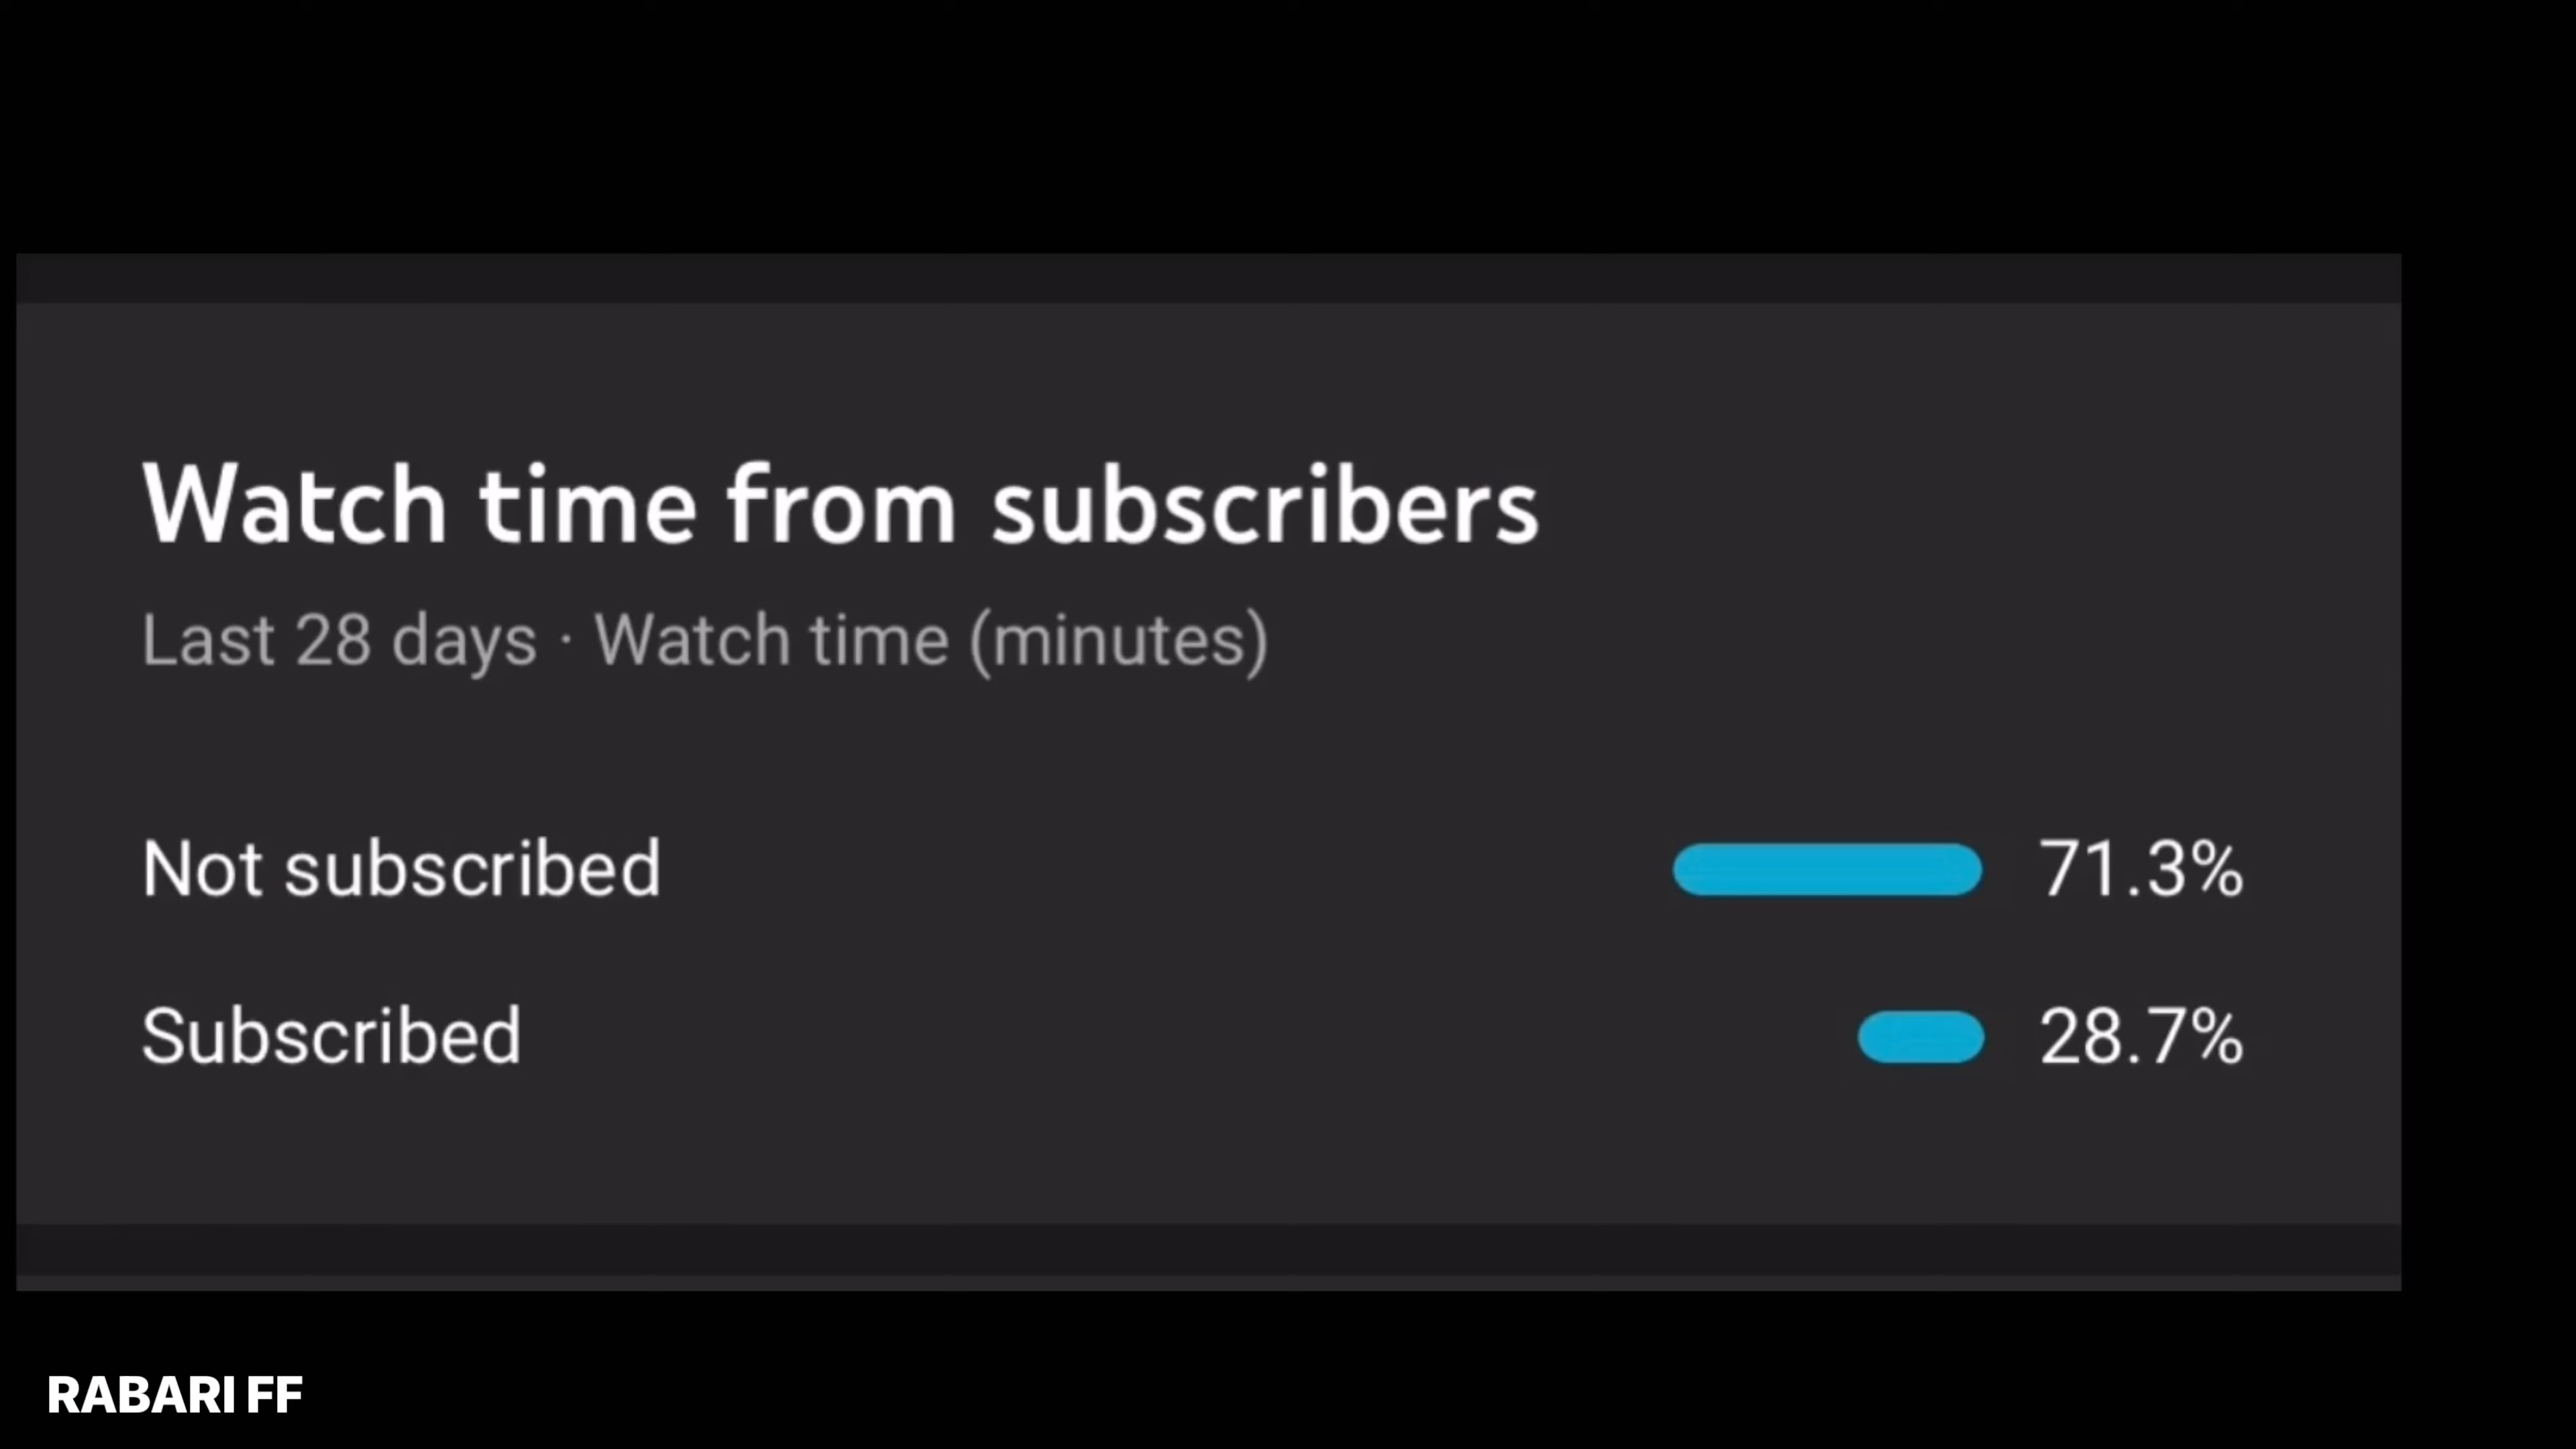 Watch time from subscribers
Last 28 days · Watch time (minutes)
Not subscribed 71.3%
Subscribed 28.7%
RABARI FF